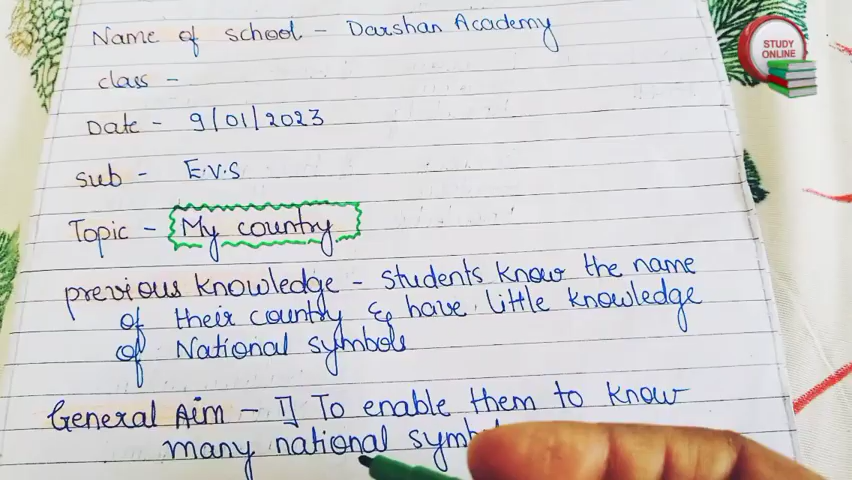 Name of school - Darshan Academy
STUDY
ONLINE
class -
Date - 9/01/2023
sub - E.V.S
Topic - My country
previous knowledge - students know the name
of their country & have little knowledge
of National symbols
General Aim - 1] To enable them to know
many national